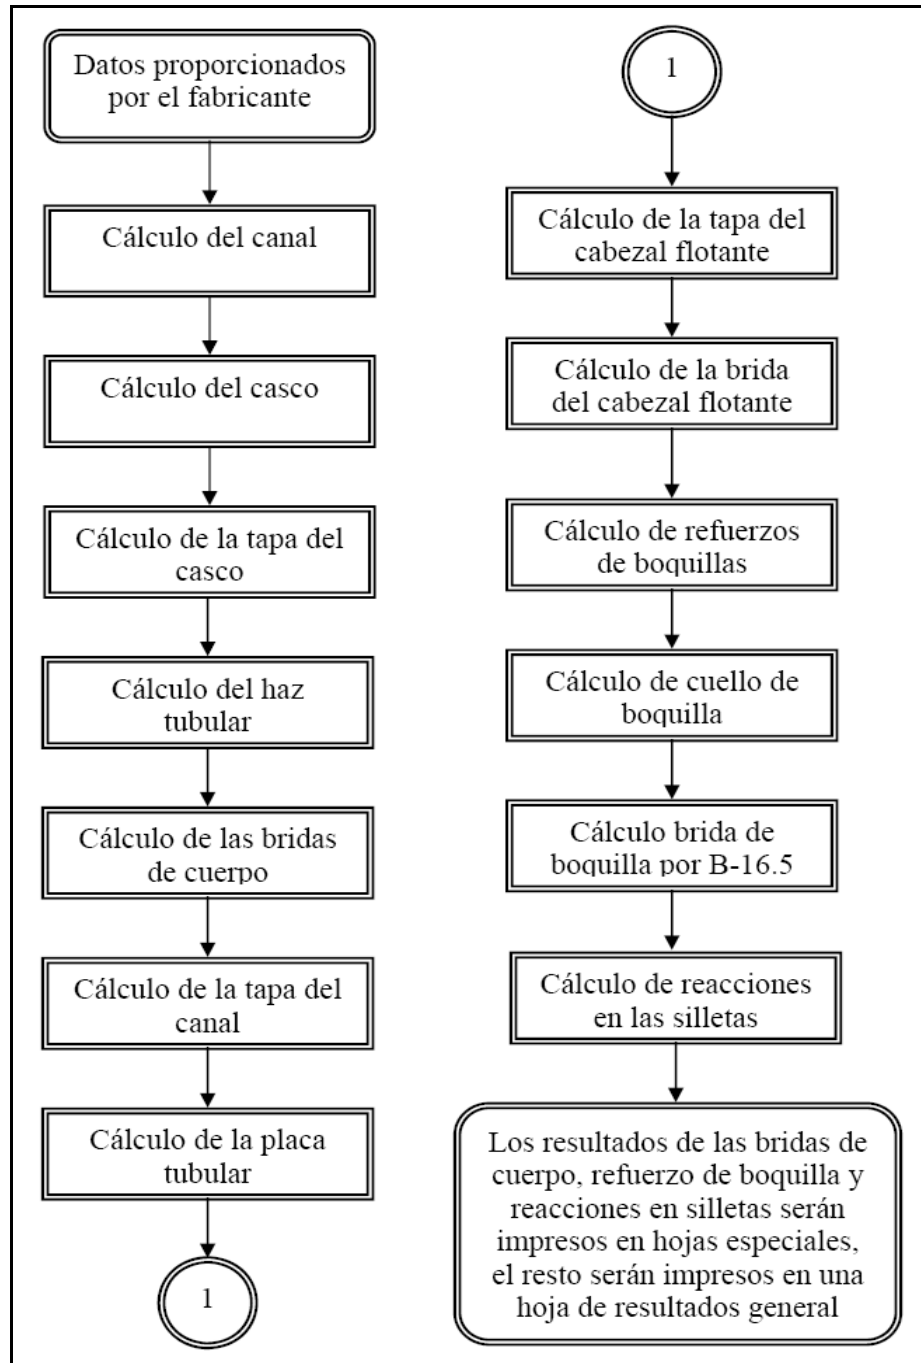 Datos proporcionados
por el fabricante
Cálculo del canal
Cálculo del casco
Cálculo de la tapa del
casco
Cálculo del haz
tubular
Cálculo de las bridas
de cuerpo
Cálculo de la tapa del
canal
Cálculo de la placa
tubular
1
1
Cálculo de la tapa del
cabezal flotante
Cálculo de la brida
del cabezal flotante
Cálculo de refuerzos
de boquillas
Cálculo de cuello de
boquilla
Cálculo brida de
boquilla por B-16.5
Cálculo de reacciones
en las silletas
Los resultados de las bridas de
cuerpo, refuerzo de boquilla y
reacciones en silletas serán
impresos en hojas especiales,
el resto serán impresos en una
hoja de resultados general